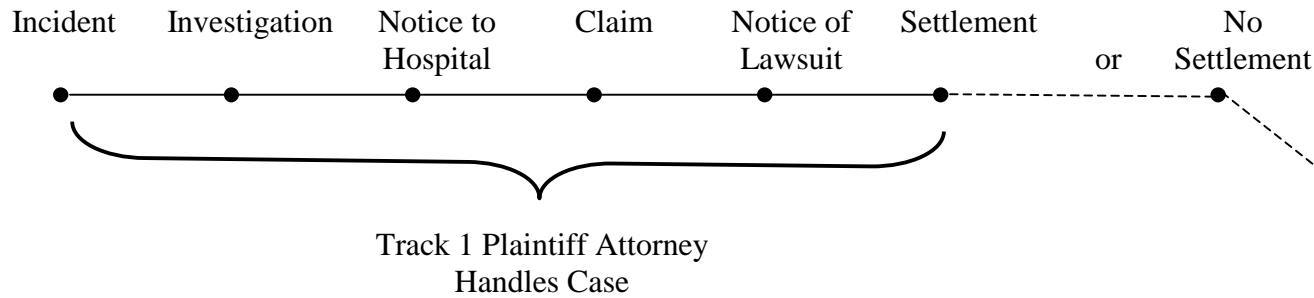 Incident Investigation Notice to Claim Notice of Settlement No
Hospital Lawsuit or Settlement
Track 1 Plaintiff Attorney
Handles Case